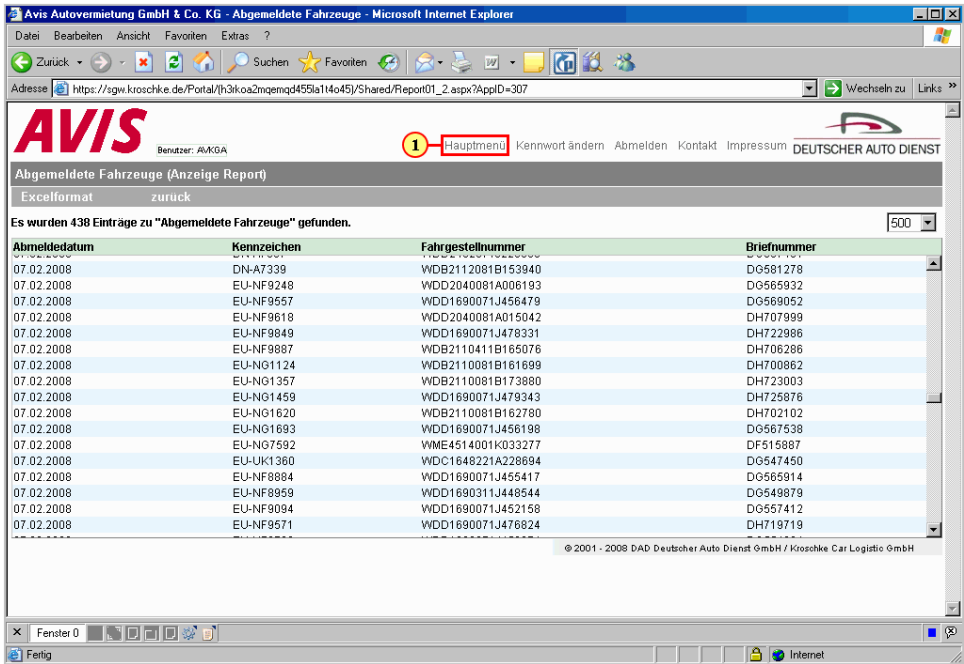 Avis Autovermietung GmbH & Co. KG - Abgemeldete Fahrzeuge - Microsoft Internet Explorer
Datei Bearbeiten Ansicht Favoriten Extras ?
Zurück Suchen Favoriten
Adresse https://sgw.kroschke.de/Portal/(h3rkoa2mqemqd455la1t4o45)/Shared/Report01_2.aspx?AppID=307 Wechseln zu Links »
AVIS
Benutzer: AVKGA
1 Hauptmenü Kennwort ändern Abmelden Kontakt Impressum
DEUTSCHER AUTO DIENST
Abgemeldete Fahrzeuge (Anzeige Report)
Excelformat zurück
Es wurden 438 Einträge zu "Abgemeldete Fahrzeuge" gefunden. 500
Abmeldedatum Kennzeichen Fahrgestellnummer Briefnummer
07.02.2008 DN-A7339 WDB2112081B153940 DG581278
07.02.2008 EU-NF9248 WDD2040081A006193 DG565932
07.02.2008 EU-NF9557 WDD1690071J456479 DG569052
07.02.2008 EU-NF9618 WDD2040081A015042 DH707999
07.02.2008 EU-NF9849 WDD1690071J478331 DH722986
07.02.2008 EU-NF9887 WDB2110411B165076 DH706286
07.02.2008 EU-NG1124 WDB2110081B161699 DH700862
07.02.2008 EU-NG1357 WDB2110081B173880 DH723003
07.02.2008 EU-NG1459 WDD1690071J479343 DH725876
07.02.2008 EU-NG1620 WDB2110081B162780 DH702102
07.02.2008 EU-NG1693 WDD1690071J456198 DG567538
07.02.2008 EU-NG7592 WME4514001K033277 DF515887
07.02.2008 EU-UK1360 WDC1648221A228694 DG547450
07.02.2008 EU-NF8884 WDD1690071J455417 DG565914
07.02.2008 EU-NF8959 WDD1690311J448544 DG549879
07.02.2008 EU-NF9094 WDD1690071J452158 DG557412
07.02.2008 EU-NF9571 WDD1690071J476824 DH719719
© 2001 - 2008 DAD Deutscher Auto Dienst GmbH / Kroschke Car Logistic GmbH
Fenster 0
Fertig Internet